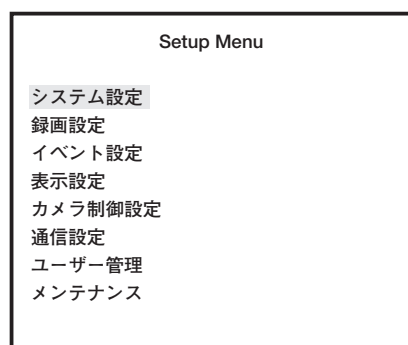 Setup Menu
システム設定
録画設定
イベント設定
表示設定
カメラ制御設定
通信設定
ユーザー管理
メンテナンス